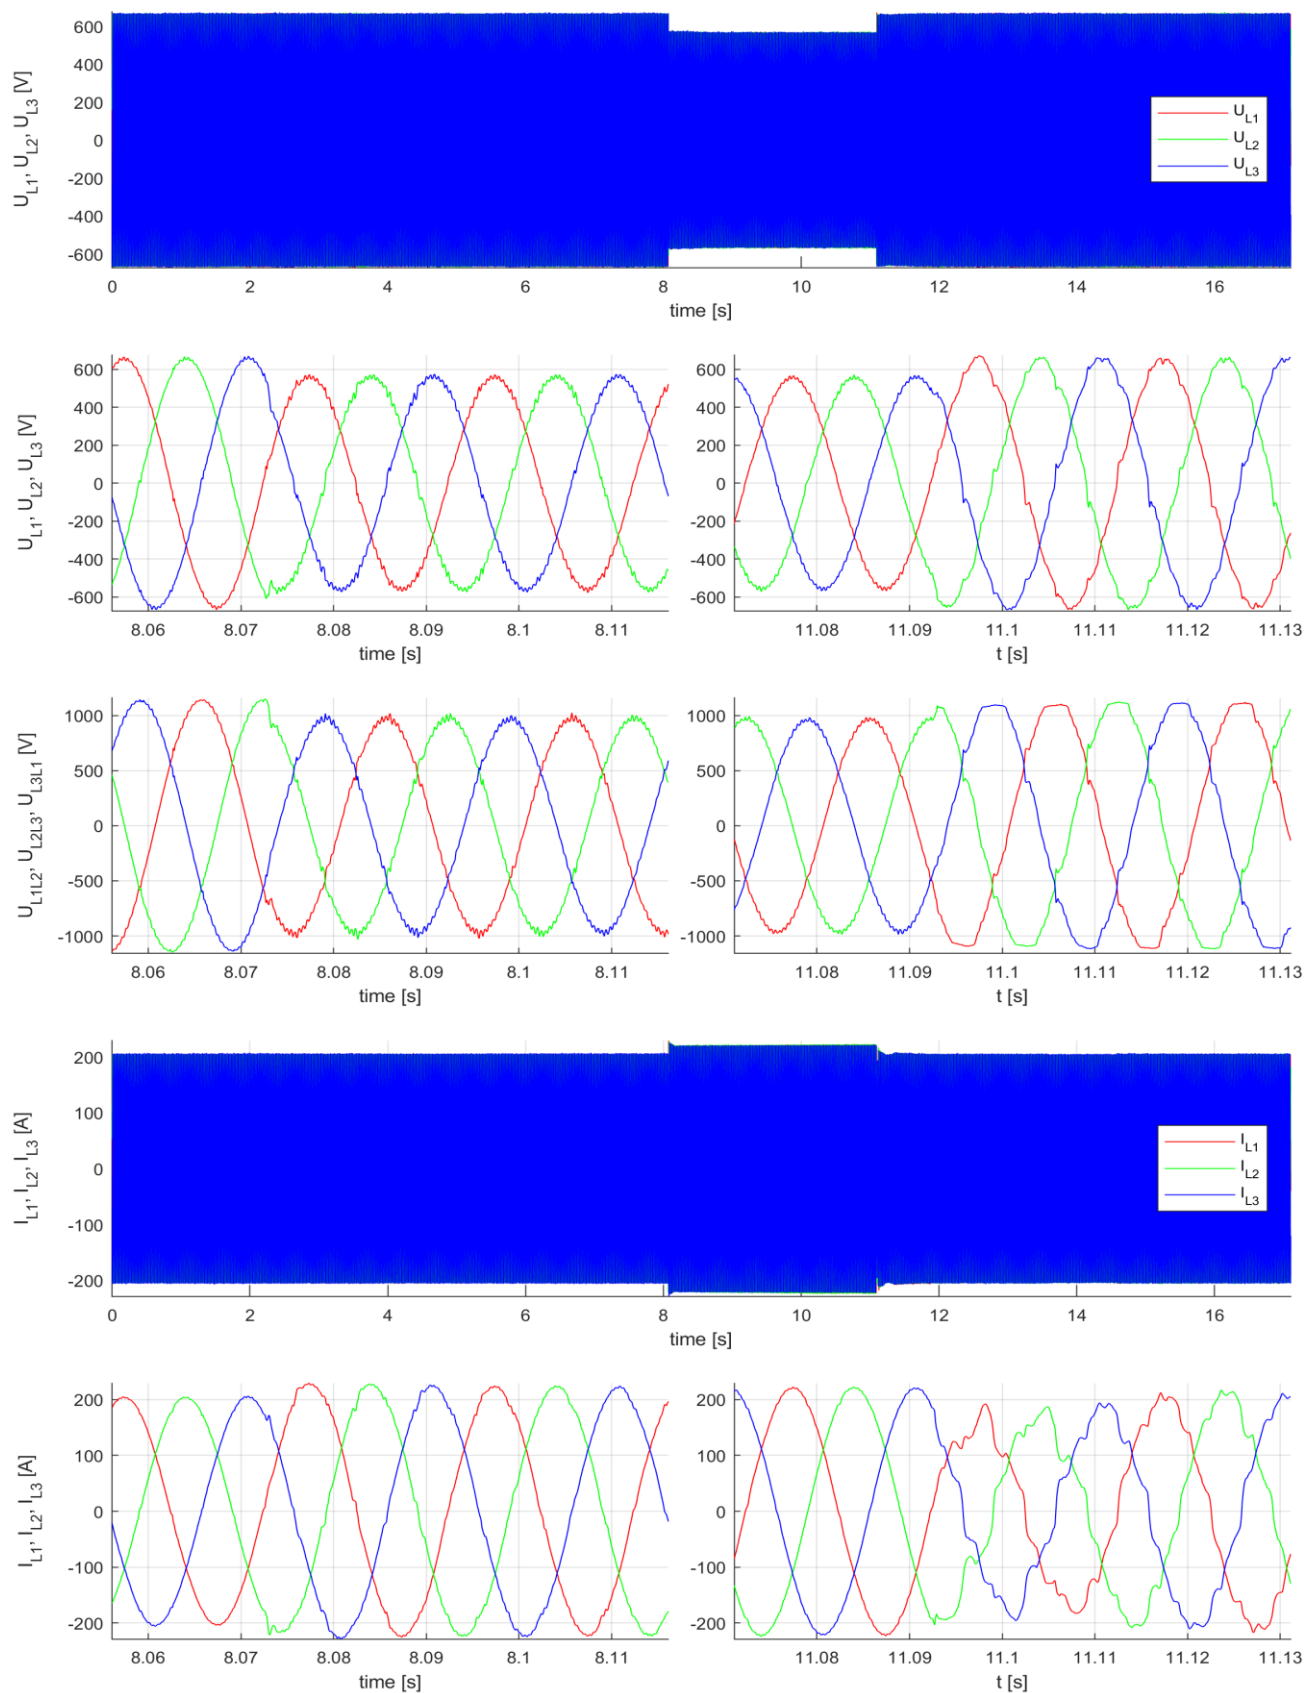 U_L1, U_L2, U_L3 [V]
600
400
200
0
-200
-400
-600
U_L1
U_L2
U_L3
0 2 4 6 8 10 12 14 16
time [s]
U_L1, U_L2, U_L3 [V]
600
400
200
0
-200
-400
-600
8.06 8.07 8.08 8.09 8.1 8.11
time [s]
600
400
200
0
-200
-400
-600
11.08 11.09 11.1 11.11 11.12 11.13
t [s]
U_L1L2, U_L2L3, U_L3L1 [V]
1000
500
0
-500
-1000
8.06 8.07 8.08 8.09 8.1 8.11
time [s]
1000
500
0
-500
-1000
11.08 11.09 11.1 11.11 11.12 11.13
t [s]
I_L1, I_L2, I_L3 [A]
200
100
0
-100
-200
I_L1
I_L2
I_L3
0 2 4 6 8 10 12 14 16
time [s]
I_L1, I_L2, I_L3 [A]
200
100
0
-100
-200
8.06 8.07 8.08 8.09 8.1 8.11
time [s]
200
100
0
-100
-200
11.08 11.09 11.1 11.11 11.12 11.13
t [s]